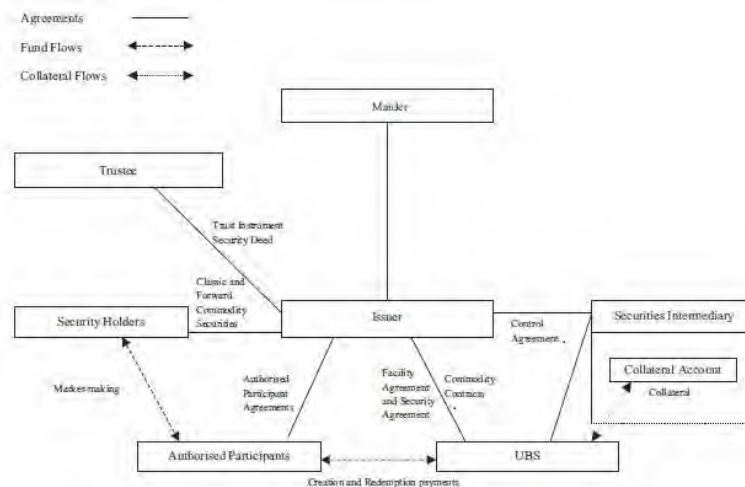 Agreements
Fund Flows
Collateral Flows
ManJer
Trustee
Trust Instrument
Security Deed
Classic and
Forward
Commodity
Securities
Security Holders
Issuer
Control
Agreement
Securities Intermediary
Collateral Account
Collateral
Market-making
Authorised
Participant
Agreements
Facility
Agreement
and Security
Agreement
Commodity
Contracts
Authorised Participants
UBS
Creation and Redemption payments